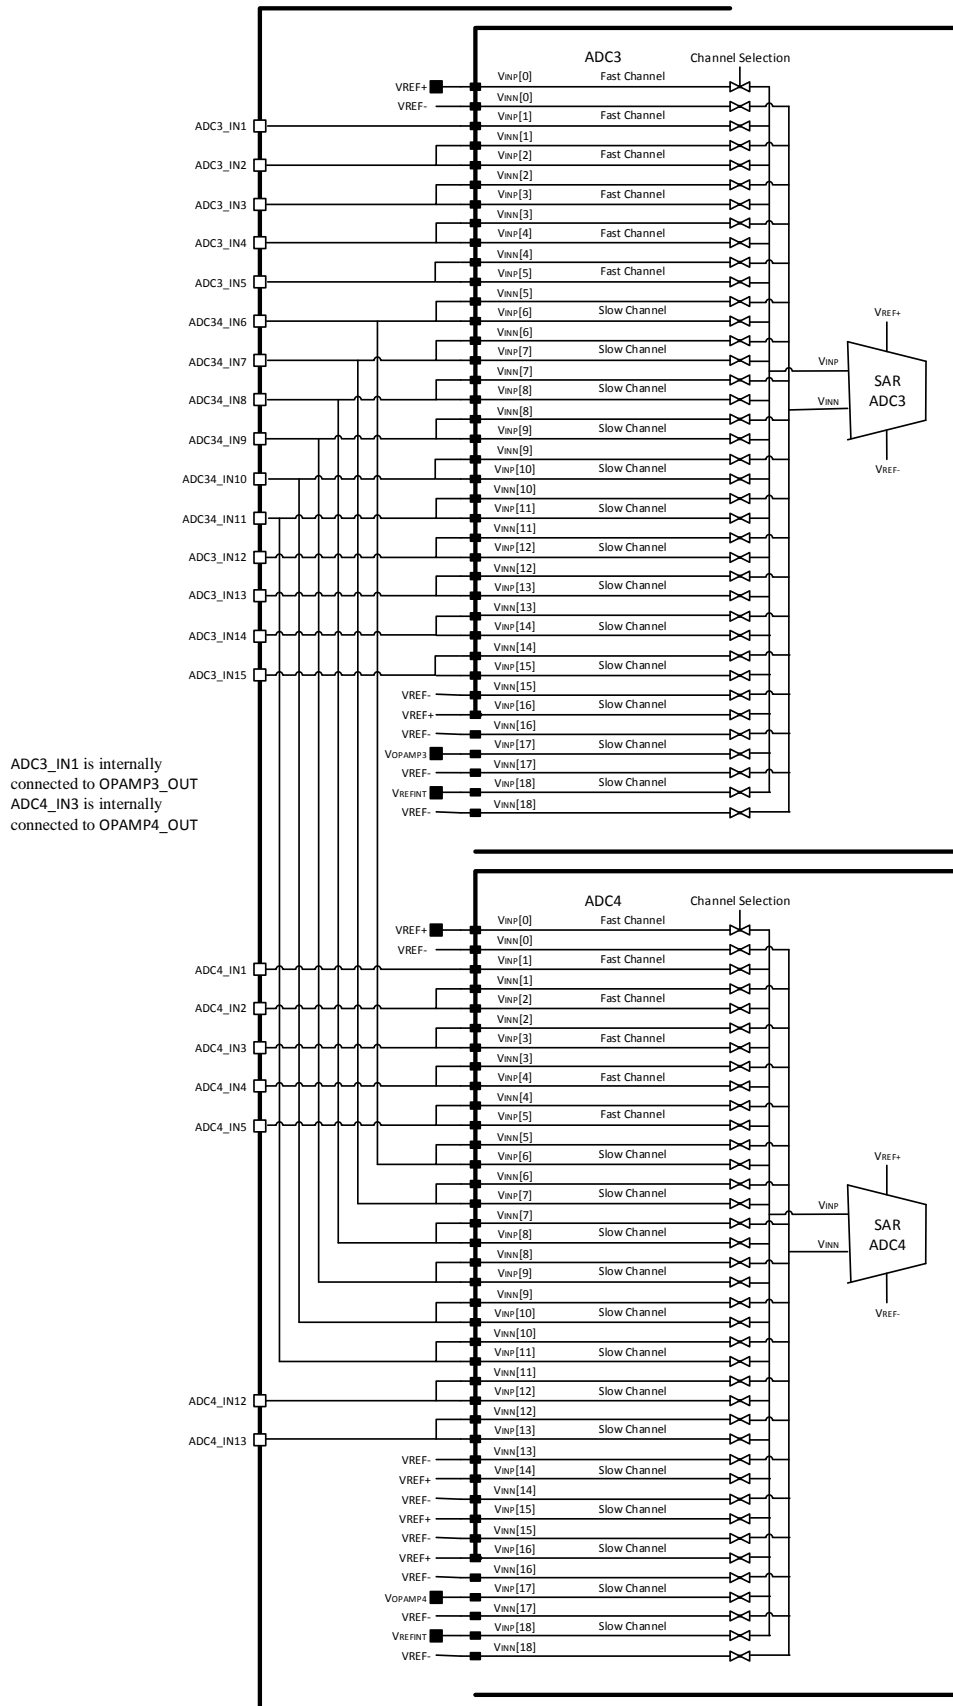 ADC3 Channel Selection
VINP[0] Fast Channel
VREF+
VINN[0]
VREF-
VINP[1] Fast Channel
ADC3_IN1
VINN[1]
VINP[2] Fast Channel
ADC3_IN2
VINN[2]
VINP[3] Fast Channel
ADC3_IN3
VINN[3]
VINP[4] Fast Channel
ADC3_IN4
VINN[4]
VINP[5] Fast Channel
ADC3_IN5
VINN[5]
VINP[6] Slow Channel
ADC34_IN6
VREF+
VINN[6]
VINP[7] Slow Channel
ADC34_IN7
VINP
VINN[7]
SAR
ADC3
VINP[8] Slow Channel
ADC34_IN8
VINN
VINN[8]
VINP[9] Slow Channel
ADC34_IN9
VINN[9]
VREF-
VINP[10] Slow Channel
ADC34_IN10
VINN[10]
VINP[11] Slow Channel
ADC34_IN11
VINN[11]
VINP[12] Slow Channel
ADC3_IN12
VINN[12]
VINP[13] Slow Channel
ADC3_IN13
VINN[13]
VINP[14] Slow Channel
ADC3_IN14
VINN[14]
VINP[15] Slow Channel
ADC3_IN15
VINN[15]
VREF-
VINP[16] Slow Channel
VREF+
VINN[16]
VREF-
VINP[17] Slow Channel
VOPAMP3
VINN[17]
VREF-
VINP[18] Slow Channel
VREFINT
VINN[18]
VREF-
ADC3_IN1 is internally
connected to OPAMP3_OUT
ADC4_IN3 is internally
connected to OPAMP4_OUT
ADC4 Channel Selection
VINP[0] Fast Channel
VREF+
VINN[0]
VREF-
VINP[1] Fast Channel
ADC4_IN1
VINN[1]
VINP[2] Fast Channel
ADC4_IN2
VINN[2]
VINP[3] Fast Channel
ADC4_IN3
VINN[3]
VINP[4] Fast Channel
ADC4_IN4
VINN[4]
VINP[5] Fast Channel
ADC4_IN5
VINN[5]
VINP[6] Slow Channel
VREF+
VINN[6]
VINP[7] Slow Channel
VINP
VINN[7]
SAR
ADC4
VINP[8] Slow Channel
VINN
VINN[8]
VINP[9] Slow Channel
VINN[9]
VREF-
VINP[10] Slow Channel
VINN[10]
VINP[11] Slow Channel
VINN[11]
VINP[12] Slow Channel
ADC4_IN12
VINN[12]
VINP[13] Slow Channel
ADC4_IN13
VINN[13]
VREF-
VINP[14] Slow Channel
VREF+
VINN[14]
VREF-
VINP[15] Slow Channel
VREF+
VINN[15]
VREF-
VINP[16] Slow Channel
VREF+
VINN[16]
VREF-
VINP[17] Slow Channel
VOPAMP4
VINN[17]
VREF-
VINP[18] Slow Channel
VREFINT
VINN[18]
VREF-